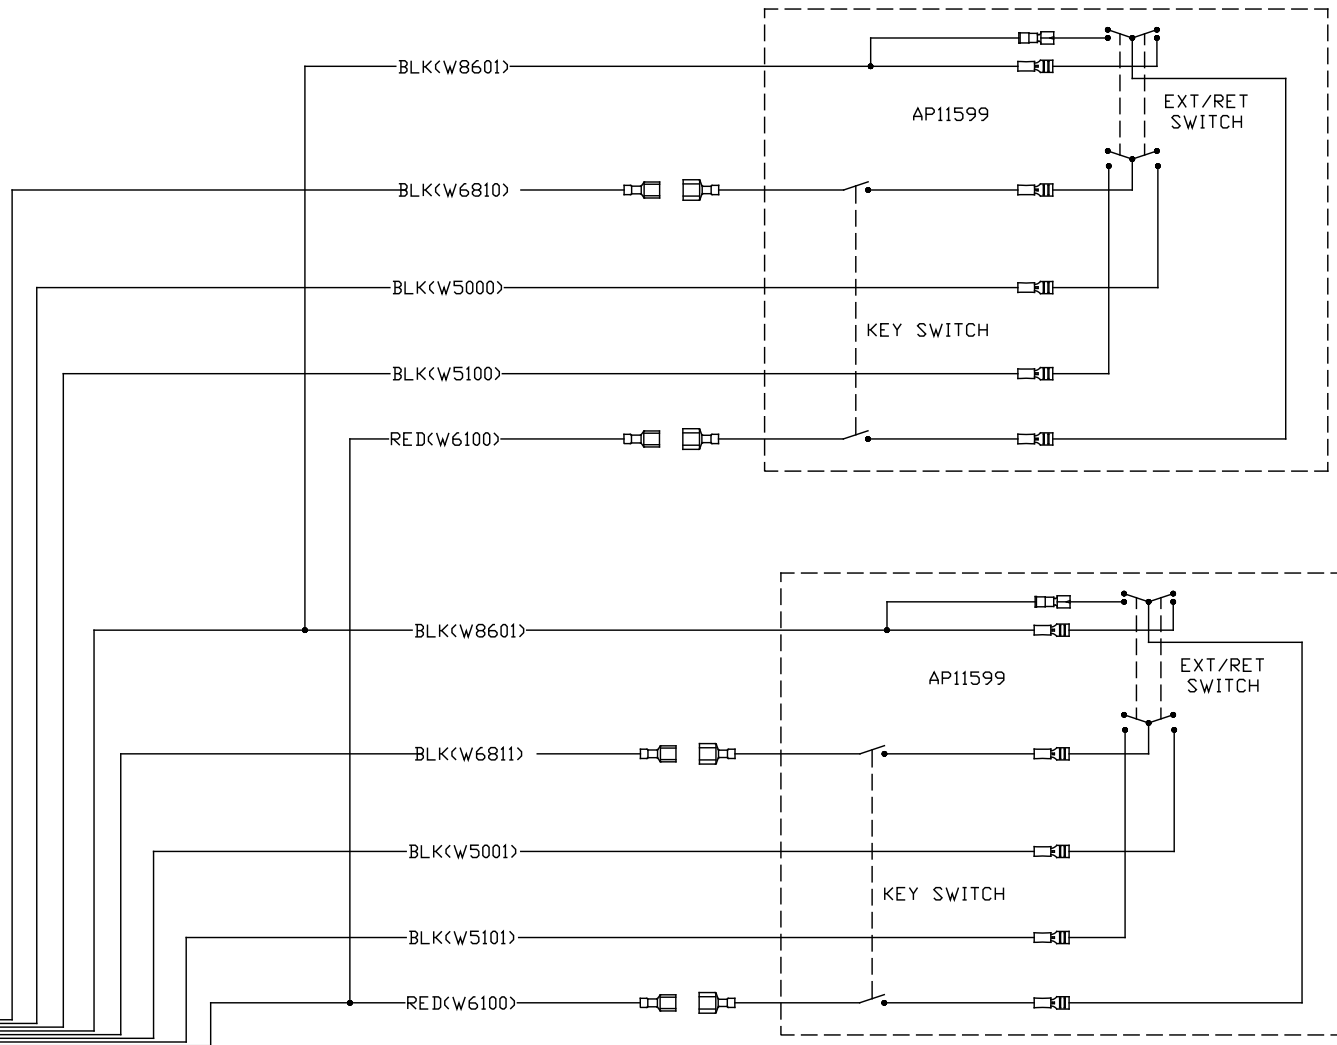 BLK(W8601)
EXT/RET
SWITCH
AP11599
BLK(W6810)
BLK(W5000)
KEY SWITCH
BLK(W5100)
RED(W6100)
BLK(W8601)
EXT/RET
SWITCH
AP11599
BLK(W6811)
BLK(W5001)
KEY SWITCH
BLK(W5101)
RED(W6100)